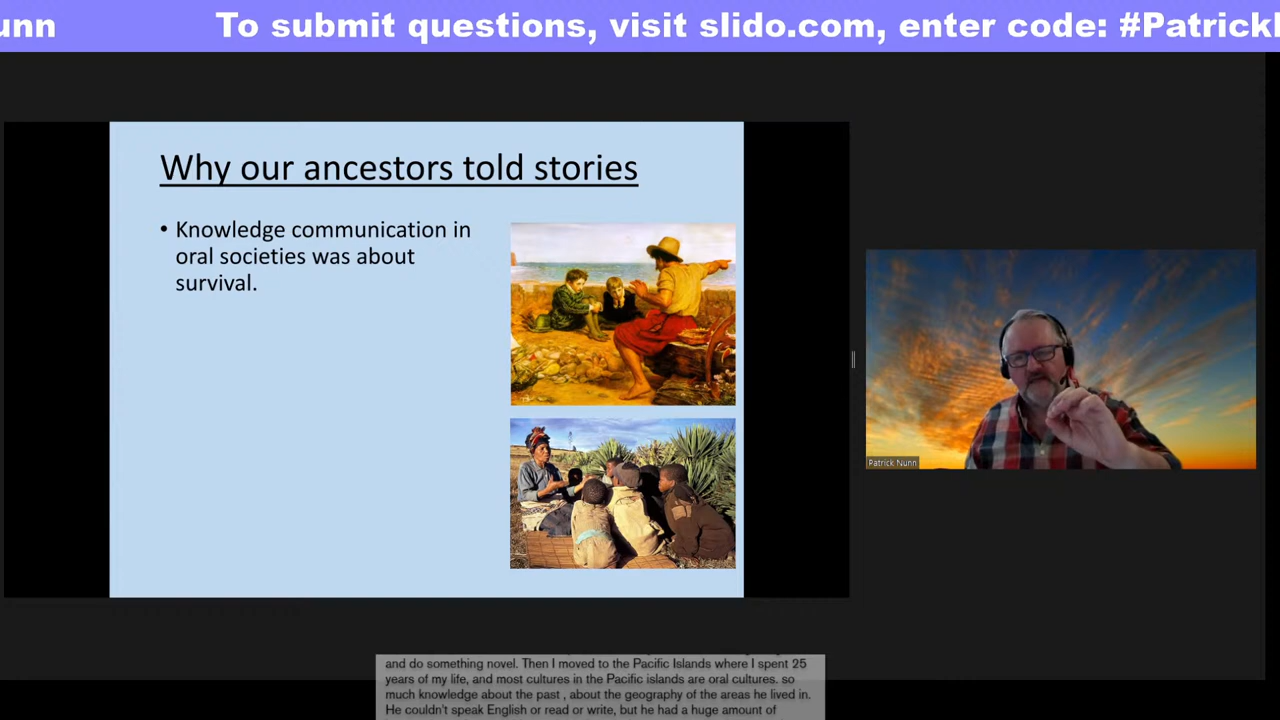 unn To submit questions, visit slido.com, enter code: #Patrick
Why our ancestors told stories
• Knowledge communication in
oral societies was about
survival.
Patrick Nunn
and do something novel. Then I moved to the Pacific Islands where I spent 25
years of my life, and most cultures in the Pacific islands are oral cultures. so
much knowledge about the past , about the geography of the areas he lived in.
He couldn't speak English or read or write, but he had a huge amount of